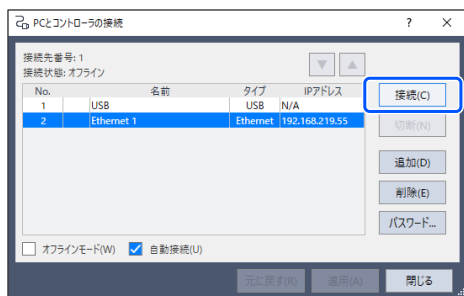 PCとコントローラの接続 ? ×
接続先番号: 1
接続状態: オフライン
▼ ▲
No. 名前 タイプ IPアドレス
1 USB USB N/A
2 Ethernet 1 Ethernet 192.168.219.55
接続(C)
切断(N)
追加(D)
削除(E)
パスワード...
オフラインモード(W) 自動接続(U)
元に戻す(R) 適用(A) 閉じる